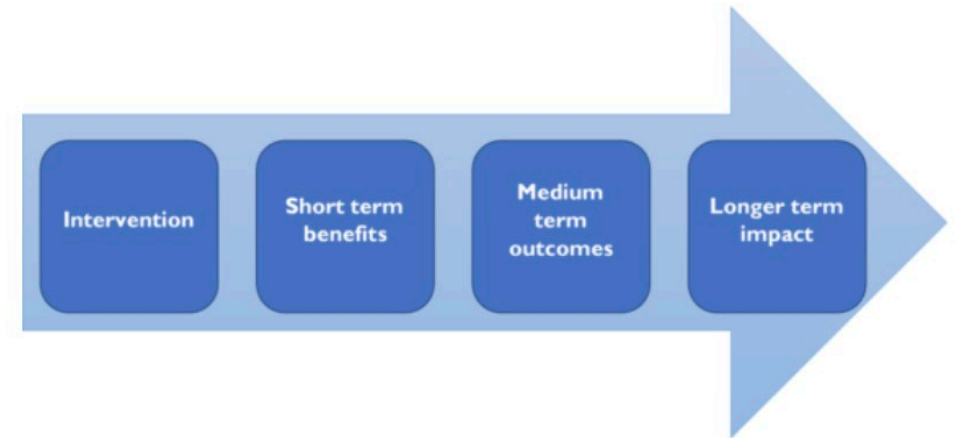 Intervention
Short term
benefits
Medium
term
outcomes
Longer term
impact